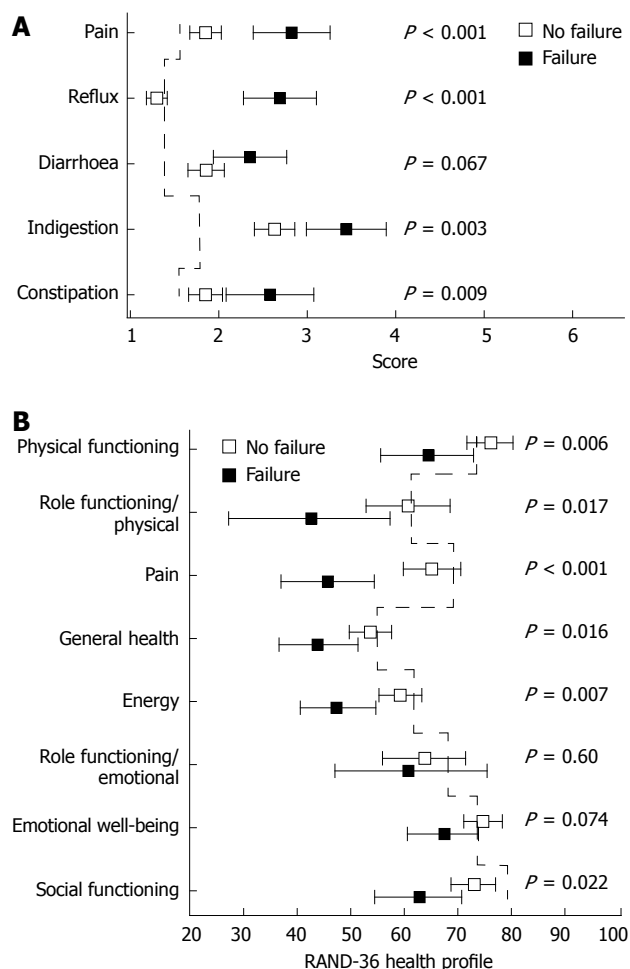 A
Pain
P < 0.001
No failure
Failure
Reflux
P < 0.001
Diarrhoea
P = 0.067
Indigestion
P = 0.003
Constipation
P = 0.009
1 2 3 4 5 6
Score
B
Physical functioning
No failure
Failure
P = 0.006
Role functioning/
physical
P = 0.017
Pain
P < 0.001
General health
P = 0.016
Energy
P = 0.007
Role functioning/
emotional
P = 0.60
Emotional well-being
P = 0.074
Social functioning
P = 0.022
20 30 40 50 60 70 80 90 100
RAND-36 health profile